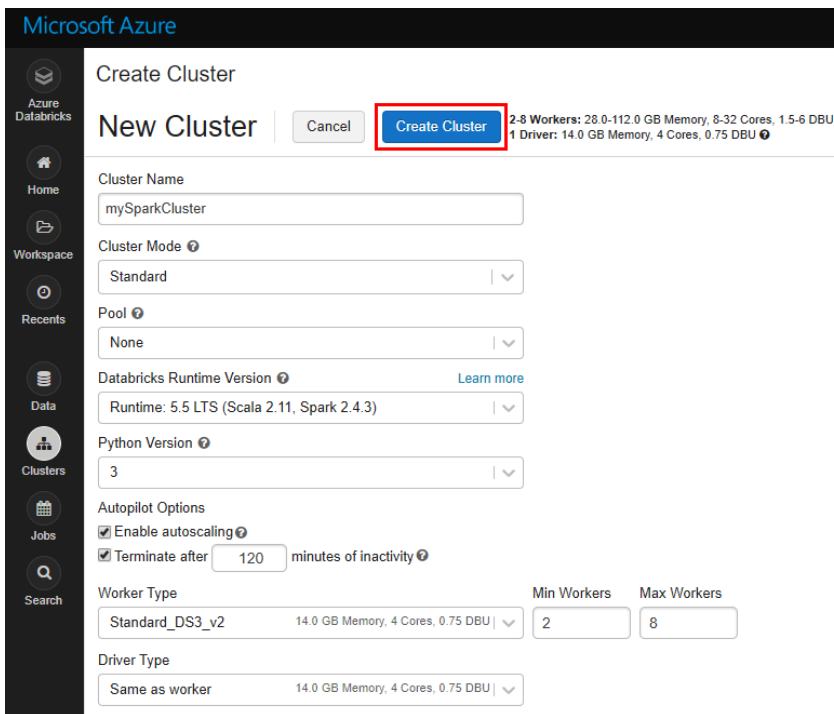 Microsoft Azure
Azure
Databricks
Home
Workspace
Recents
Data
Clusters
Jobs
Search
Create Cluster
New Cluster
Cancel
Create Cluster
2-8 Workers: 28.0-112.0 GB Memory, 8-32 Cores, 1.5-6 DBU
1 Driver: 14.0 GB Memory, 4 Cores, 0.75 DBU ?
Cluster Name
mySparkCluster
Cluster Mode ?
Standard
Pool ?
None
Databricks Runtime Version ? Learn more
Runtime: 5.5 LTS (Scala 2.11, Spark 2.4.3)
Python Version ?
3
Autopilot Options
Enable autoscaling ?
Terminate after 120 minutes of inactivity ?
Worker Type Min Workers Max Workers
Standard_DS3_v2 14.0 GB Memory, 4 Cores, 0.75 DBU 2 8
Driver Type
Same as worker 14.0 GB Memory, 4 Cores, 0.75 DBU